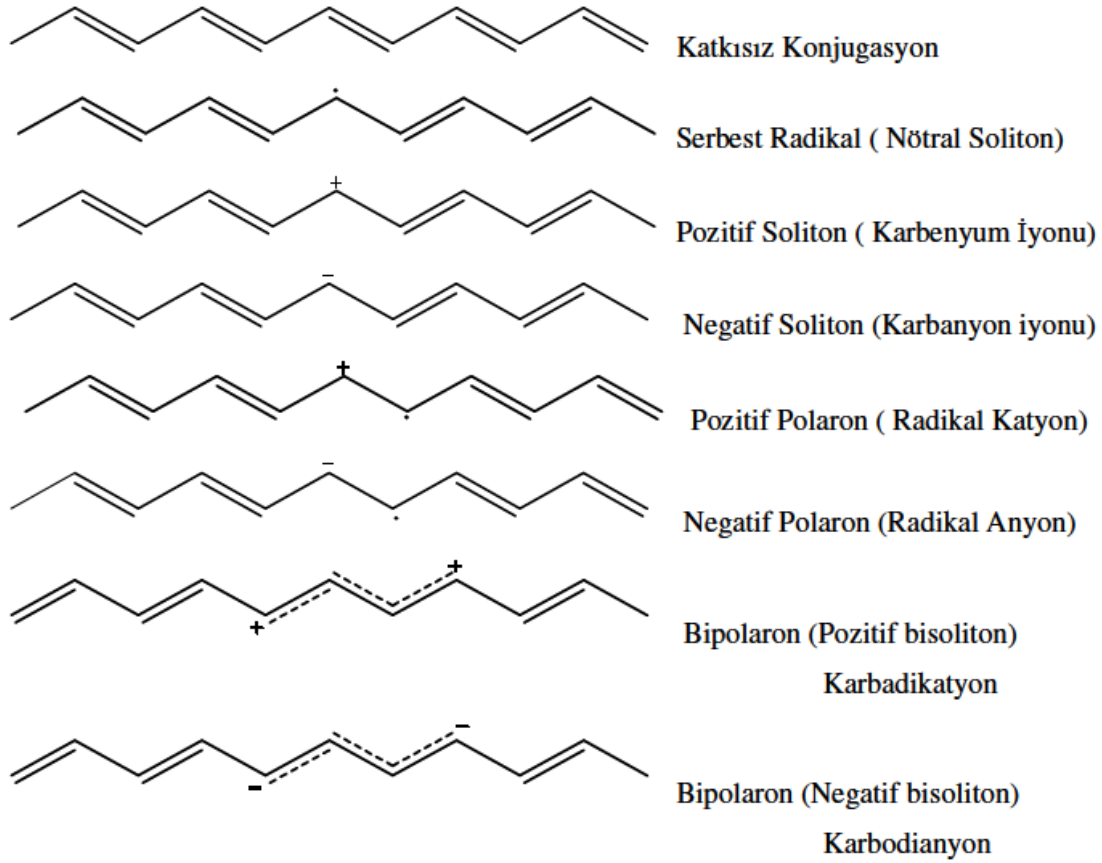 Katkısız Konjugasyon
Serbest Radikal ( Nötral Soliton)
+
Pozitif Soliton ( Karbenyum İyonu)
−
Negatif Soliton (Karbanyon iyonu)
+
Pozitif Polaron ( Radikal Katyon)
−
Negatif Polaron (Radikal Anyon)
+
+
Bipolaron (Pozitif bisoliton)
Karbadikatyon
−
−
Bipolaron (Negatif bisoliton)
Karbodianyon